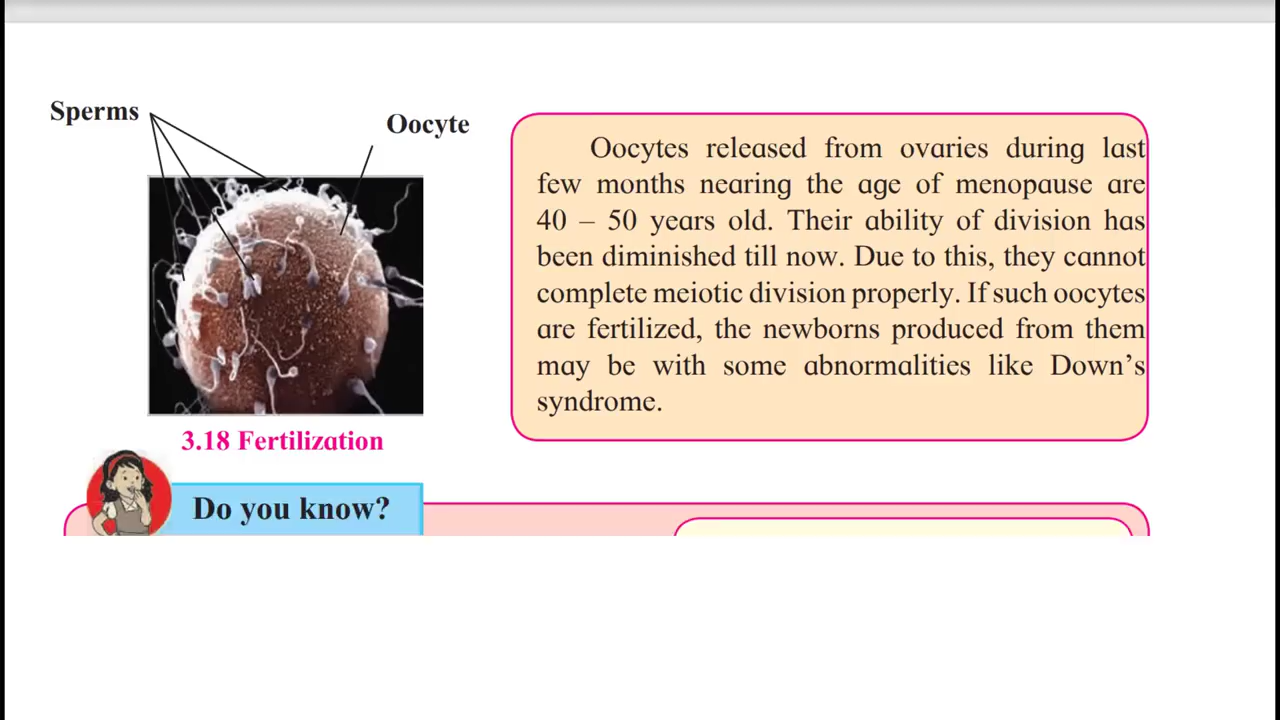 Sperms
Oocyte
3.18 Fertilization
Oocytes released from ovaries during last
few months nearing the age of menopause are
40 – 50 years old. Their ability of division has
been diminished till now. Due to this, they cannot
complete meiotic division properly. If such oocytes
are fertilized, the newborns produced from them
may be with some abnormalities like Down's
syndrome.
Do you know?